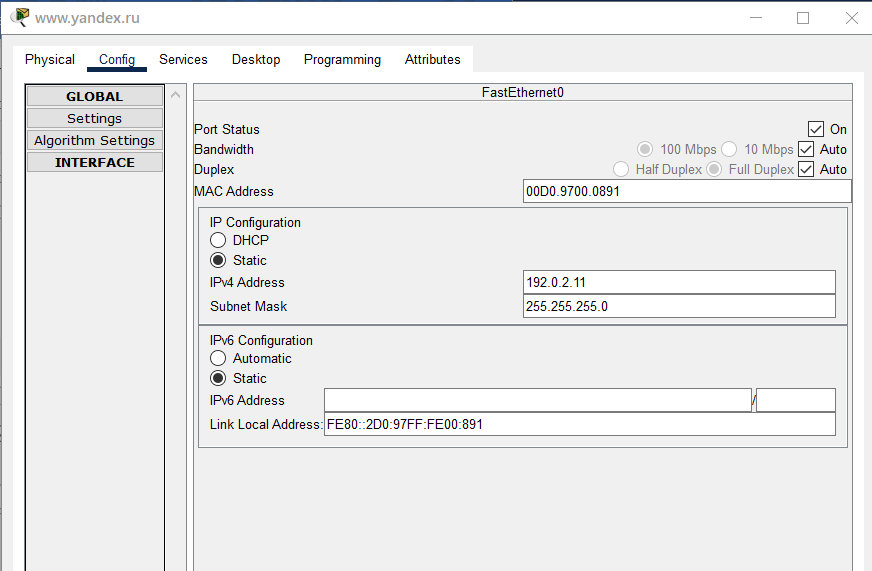 www.yandex.ru
Physical Config Services Desktop Programming Attributes
GLOBAL
Settings
Algorithm Settings
INTERFACE
FastEthernet0
Port Status On
Bandwidth 100 Mbps 10 Mbps Auto
Duplex Half Duplex Full Duplex Auto
MAC Address 00D0.9700.0891
IP Configuration
DHCP
Static
IPv4 Address 192.0.2.11
Subnet Mask 255.255.255.0
IPv6 Configuration
Automatic
Static
IPv6 Address /
Link Local Address: FE80::2D0:97FF:FE00:891